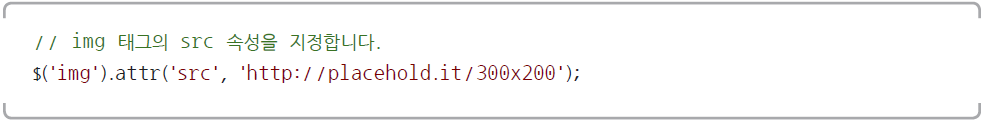 // img 태그의 src 속성을 지정합니다.
$('img').attr('src', 'http://placehold.it/300x200');